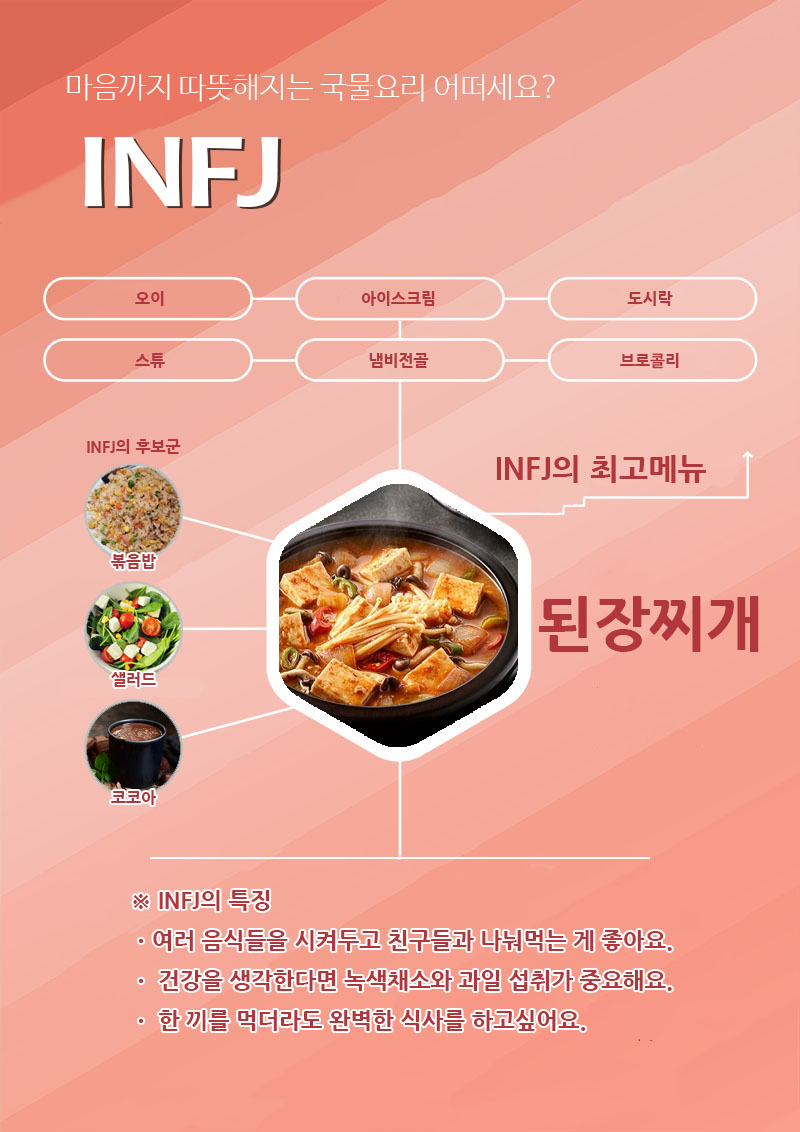 마음까지 따뜻해지는 국물요리 어떠세요?
INFJ
오이
아이스크림
도시락
스튜
냄비전골
브로콜리
INFJ의 후보군
볶음밥
샐러드
코코아
INFJ의 최고메뉴
된장찌개
※ INFJ의 특징
· 여러 음식들을 시켜두고 친구들과 나눠먹는 게 좋아요.
· 건강을 생각한다면 녹색채소와 과일 섭취가 중요해요.
· 한 끼를 먹더라도 완벽한 식사를 하고싶어요.